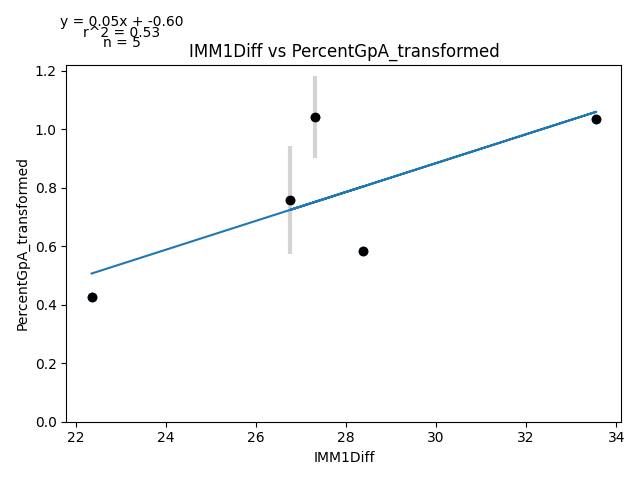 y = 0.05x + -0.60
r^2 = 0.53
n = 5
IMM1Diff vs PercentGpA_transformed
PercentGpA_transformed
1.2
1.0
0.8
0.6
0.4
0.2
0.0
22
24
26
28
30
32
34
IMM1Diff